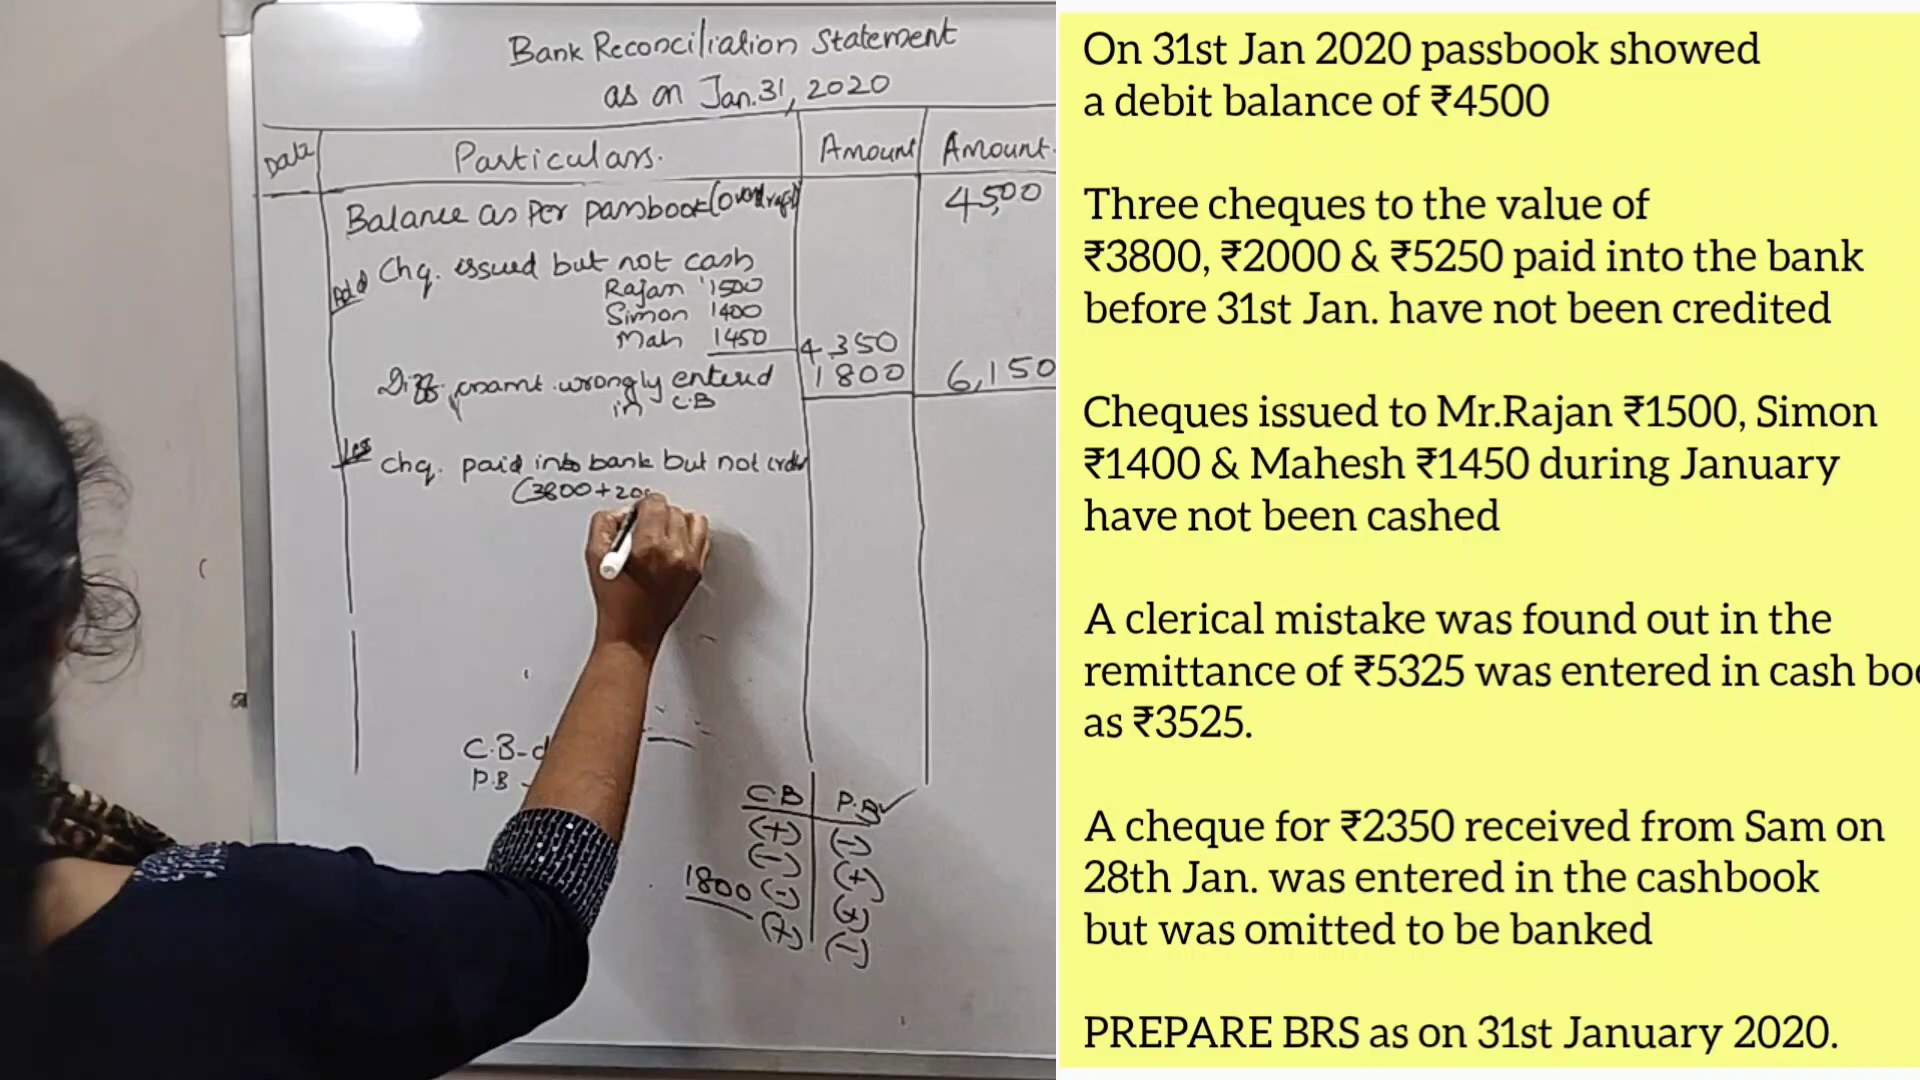 Bank Reconciliation Statement
as on Jan.31, 2020
Date Particulars. Amount Amount.
Balance as per passbook (Overdraft) 4500
Add Chq. issued but not cash
Rajan 1500
Simon 1400
Mah 1450 4350
Diff. amt. wrongly entered 1800 6,150
in C.B
Less Chq. paid into bank but not crdr
(3800+20
C.B-d
P.B -
CB P.B
(+) (-)
(-) (+)
1800 (-) (+)
(+) (-)
On 31st Jan 2020 passbook showed
a debit balance of ₹4500
Three cheques to the value of
₹3800, ₹2000 & ₹5250 paid into the bank
before 31st Jan. have not been credited
Cheques issued to Mr.Rajan ₹1500, Simon
₹1400 & Mahesh ₹1450 during January
have not been cashed
A clerical mistake was found out in the
remittance of ₹5325 was entered in cash boo
as ₹3525.
A cheque for ₹2350 received from Sam on
28th Jan. was entered in the cashbook
but was omitted to be banked
PREPARE BRS as on 31st January 2020.